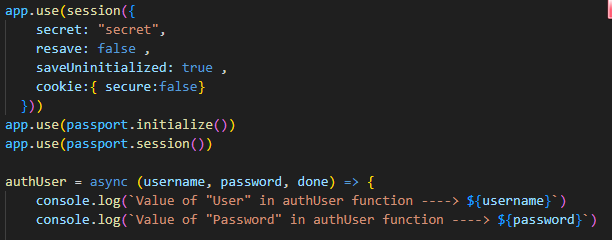 app.use(session({
    secret: "secret",
    resave: false ,
    saveUninitialized: true ,
    cookie:{ secure:false}
  }))
app.use(passport.initialize())
app.use(passport.session())
authUser = async (username, password, done) => {
    console.log(`Value of "User" in authUser function ----> ${username}`)
    console.log(`Value of "Password" in authUser function ----> ${password}`)